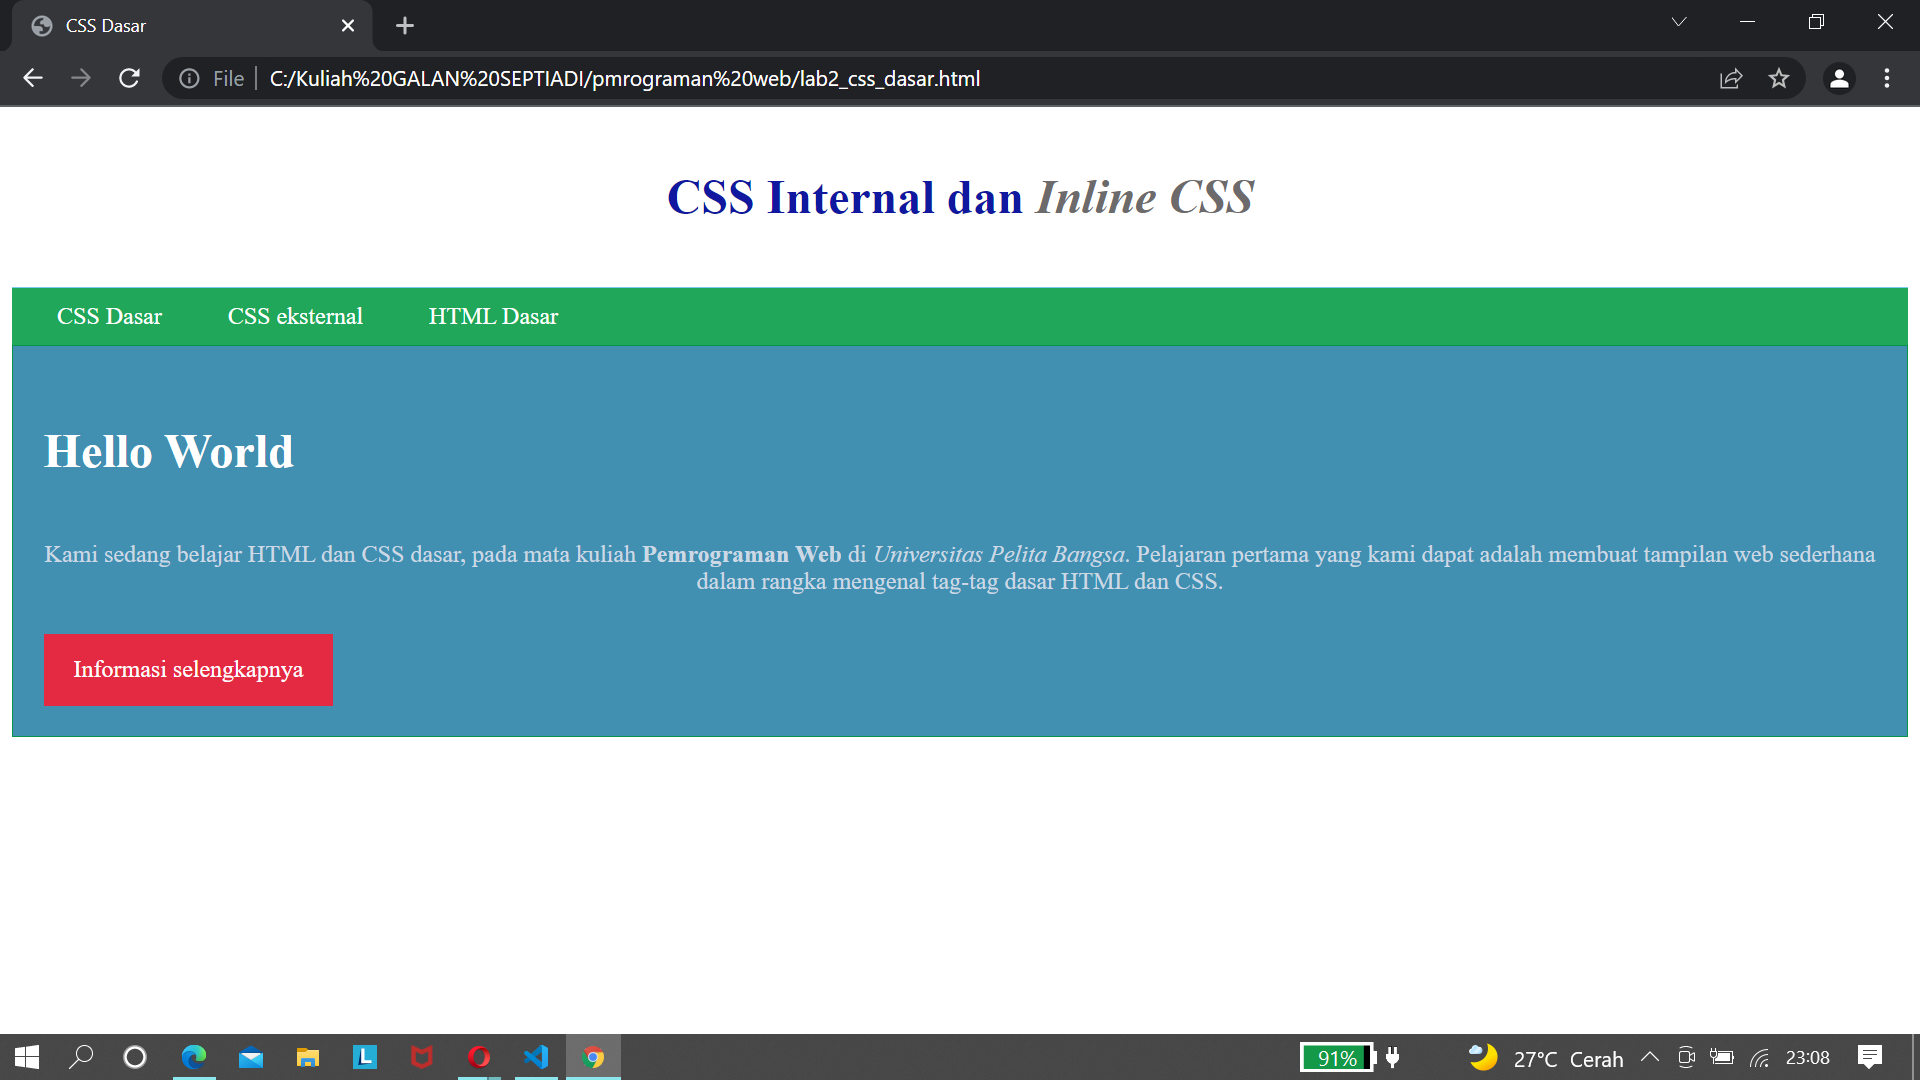 CSS Dasar
File C:/Kuliah%20GALAN%20SEPTIADI/pmrograman%20web/lab2_css_dasar.html
CSS Internal dan Inline CSS
CSS Dasar CSS eksternal HTML Dasar
Hello World
Kami sedang belajar HTML dan CSS dasar, pada mata kuliah Pemrograman Web di Universitas Pelita Bangsa. Pelajaran pertama yang kami dapat adalah membuat tampilan web sederhana
dalam rangka mengenal tag-tag dasar HTML dan CSS.
Informasi selengkapnya
L 91% 27°C Cerah 23:08